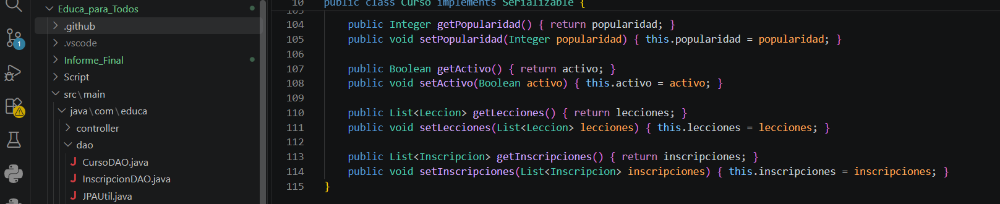 Educa_para_Todos
.github
.vscode
Informe_Final
Script
src\main
java\com\educa
controller
dao
CursoDAO.java
InscripcionDAO.java
JPAUtil.java
1
10 public class Curso implements Serializable {
103
104 public Integer getPopularidad() { return popularidad; }
105 public void setPopularidad(Integer popularidad) { this.popularidad = popularidad; }
106
107 public Boolean getActivo() { return activo; }
108 public void setActivo(Boolean activo) { this.activo = activo; }
109
110 public List<Leccion> getLecciones() { return lecciones; }
111 public void setLecciones(List<Leccion> lecciones) { this.lecciones = lecciones; }
112
113 public List<Inscripcion> getInscripciones() { return inscripciones; }
114 public void setInscripciones(List<Inscripcion> inscripciones) { this.inscripciones = inscripciones; }
115 }